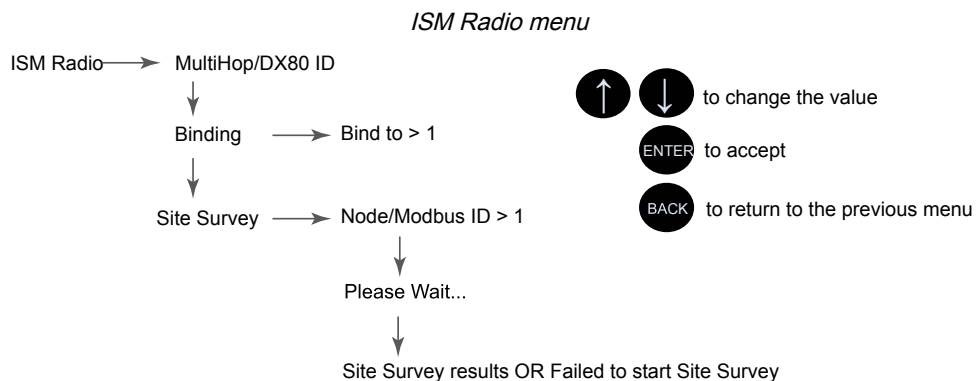 ISM Radio menu
ISM Radio
MultiHop/DX80 ID
Binding
Bind to > 1
Site Survey
Node/Modbus ID > 1
Please Wait...
Site Survey results OR Failed to start Site Survey
to change the value
ENTER to accept
BACK to return to the previous menu